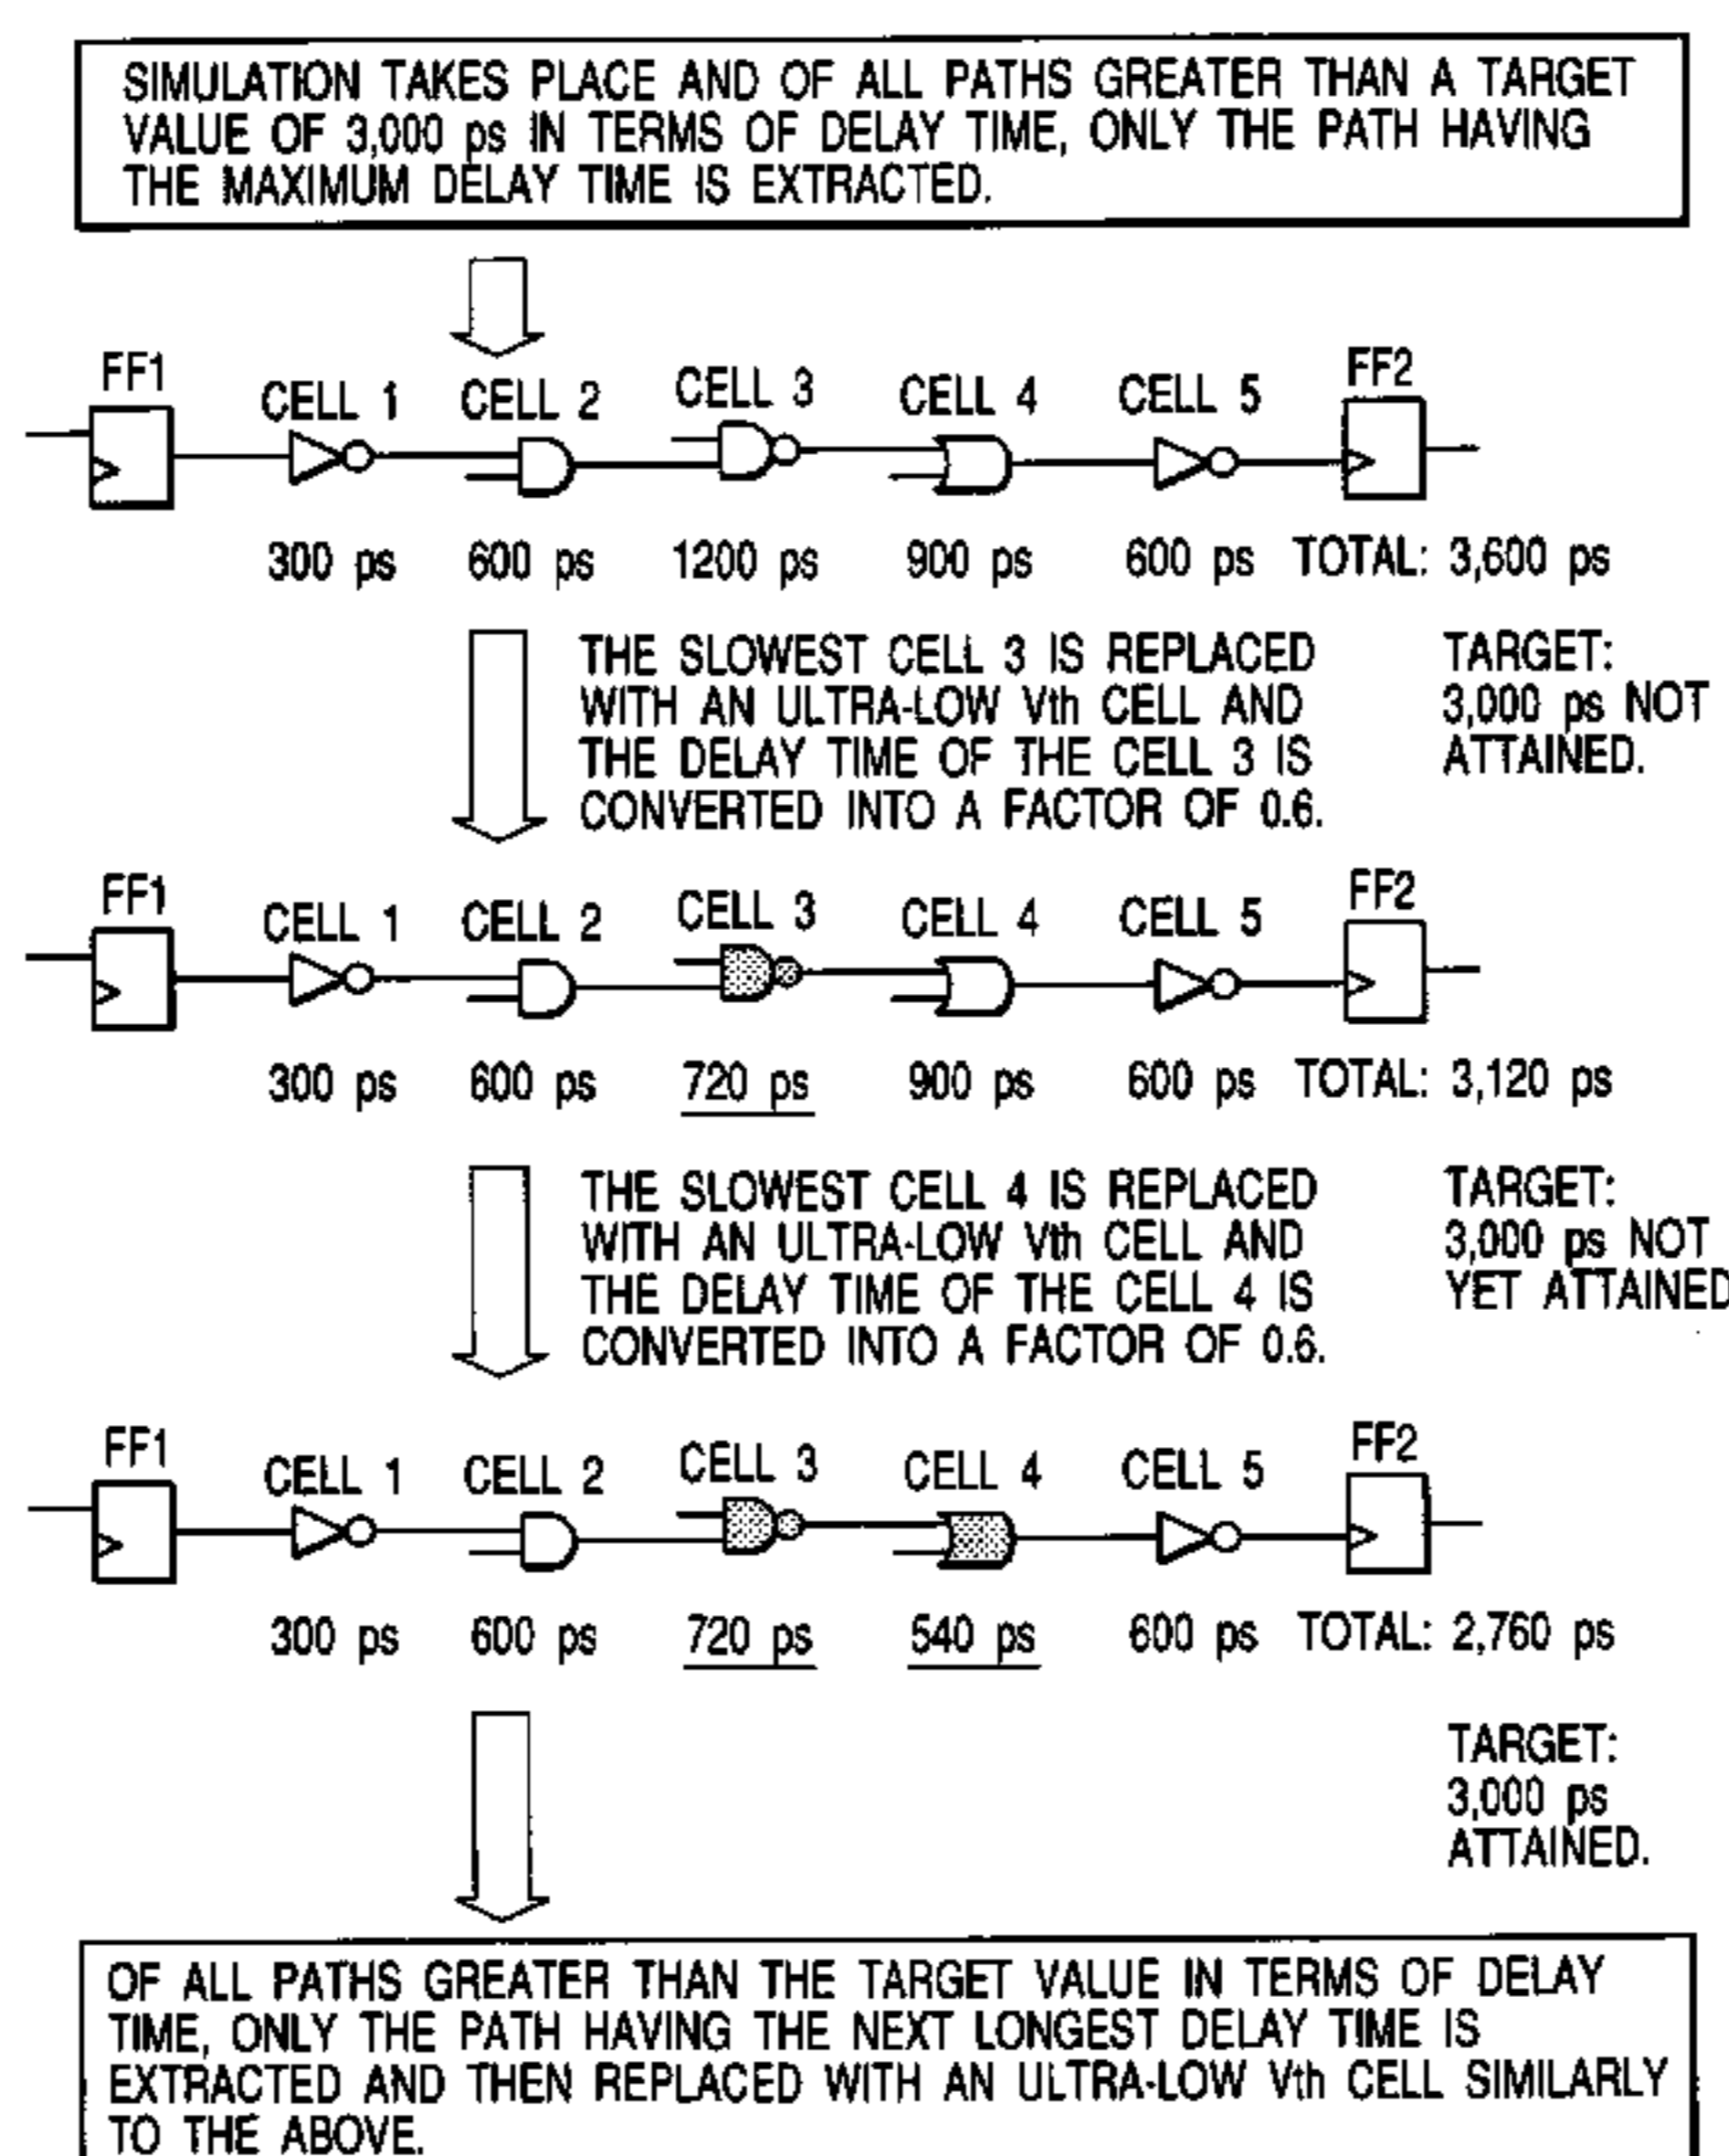 SIMULATION TAKES PLACE AND OF ALL PATHS GREATER THAN A TARGET
VALUE OF 3,000 ps IN TERMS OF DELAY TIME, ONLY THE PATH HAVING
THE MAXIMUM DELAY TIME IS EXTRACTED.
FF1 CELL 1 CELL 2 CELL 3 CELL 4 CELL 5 FF2
300 ps 600 ps 1200 ps 900 ps 600 ps TOTAL: 3,600 ps
THE SLOWEST CELL 3 IS REPLACED
WITH AN ULTRA-LOW Vth CELL AND
THE DELAY TIME OF THE CELL 3 IS
CONVERTED INTO A FACTOR OF 0.6.
TARGET:
3,000 ps NOT
ATTAINED.
FF1 CELL 1 CELL 2 CELL 3 CELL 4 CELL 5 FF2
300 ps 600 ps 720 ps 900 ps 600 ps TOTAL: 3,120 ps
THE SLOWEST CELL 4 IS REPLACED
WITH AN ULTRA-LOW Vth CELL AND
THE DELAY TIME OF THE CELL 4 IS
CONVERTED INTO A FACTOR OF 0.6.
TARGET:
3,000 ps NOT
YET ATTAINED
FF1 CELL 1 CELL 2 CELL 3 CELL 4 CELL 5 FF2
300 ps 600 ps 720 ps 540 ps 600 ps TOTAL: 2,760 ps
TARGET:
3,000 ps
ATTAINED.
OF ALL PATHS GREATER THAN THE TARGET VALUE IN TERMS OF DELAY
TIME, ONLY THE PATH HAVING THE NEXT LONGEST DELAY TIME IS
EXTRACTED AND THEN REPLACED WITH AN ULTRA-LOW Vth CELL SIMILARLY
TO THE ABOVE.